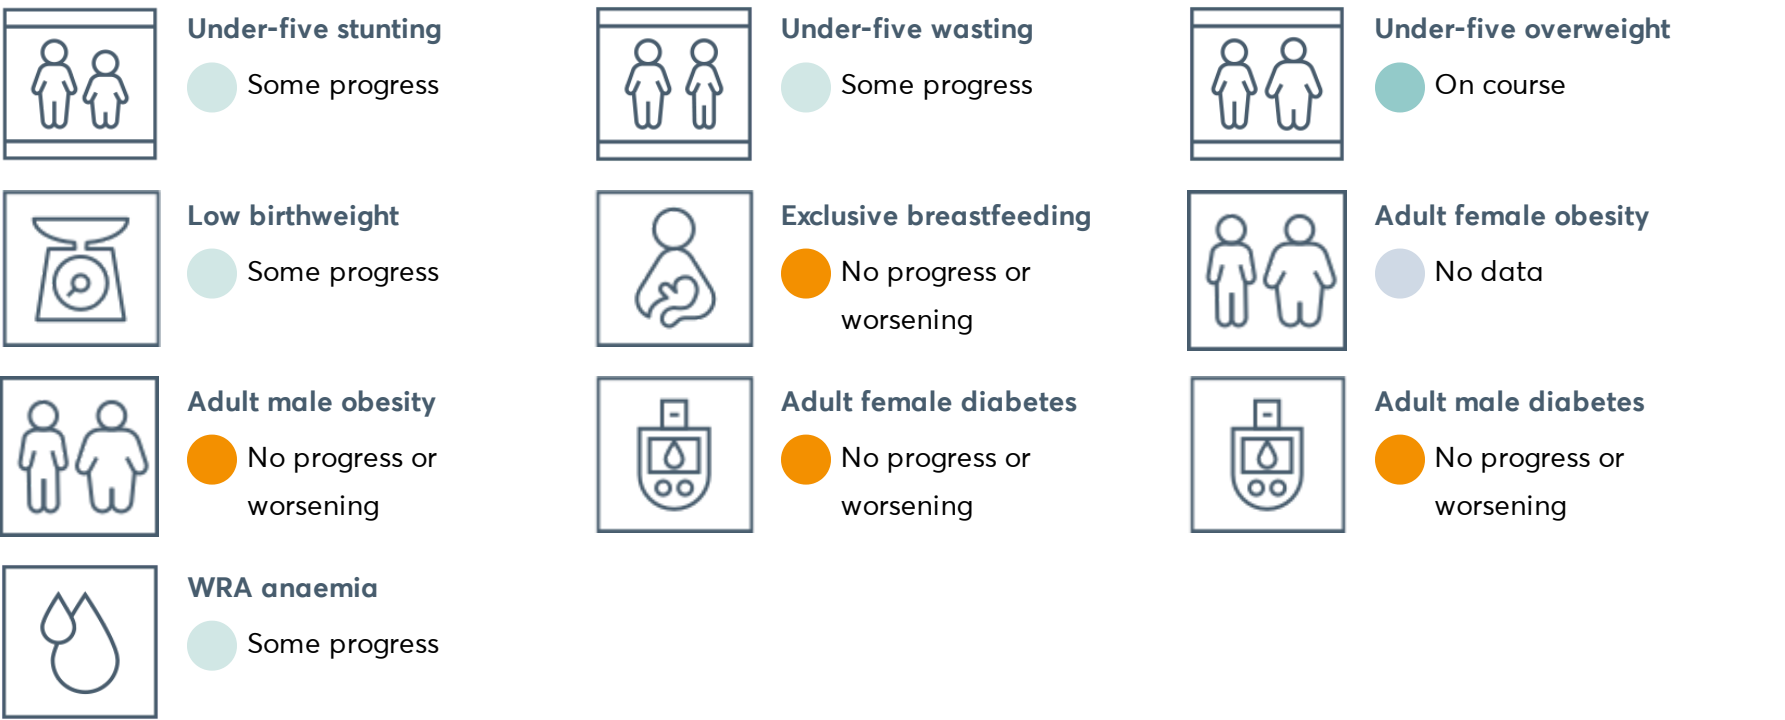 Under-five stunting
Some progress
Under-five wasting
Some progress
Under-five overweight
On course
Low birthweight
Some progress
Exclusive breastfeeding
No progress or
worsening
Adult female obesity
No data
Adult male obesity
No progress or
worsening
Adult female diabetes
No progress or
worsening
Adult male diabetes
No progress or
worsening
WRA anaemia
Some progress